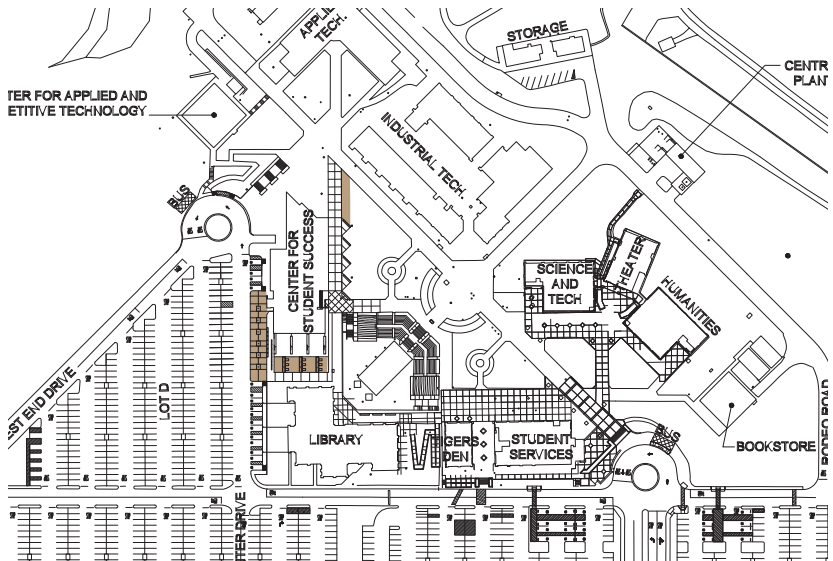 APPLIED
TECH.
STORAGE
CENTR
PLANT
TER FOR APPLIED AND
ETITIVE TECHNOLOGY
INDUSTRIAL TECH.
BUS
CENTER FOR
STUDENT SUCCESS
SCIENCE
AND
TECH
THEATER
HUMANITIES
EST END DRIVE
LOT D
LIBRARY
TIGERS
DEN
STUDENT
SERVICES
BUS
BOOKSTORE
RODEO ROAD
TER DRIVE